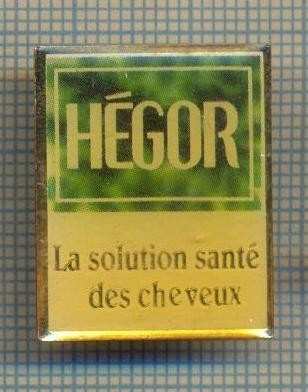 HÉGOR
La solution santé
des cheveux